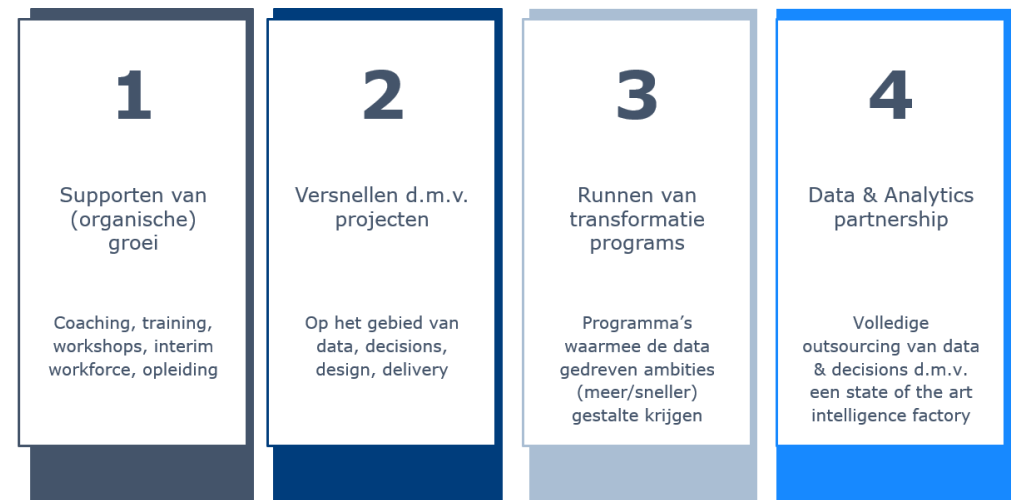 1
Supporten van
(organische)
groei
Coaching, training,
workshops, interim
workforce, opleiding
2
Versnellen d.m.v.
projecten
Op het gebied van
data, decisions,
design, delivery
3
Runnen van
transformatie
programs
Programma’s
waarmee de data
gedreven ambities
(meer/sneller)
gestalte krijgen
4
Data & Analytics
partnership
Volledige
outsourcing van data
& decisions d.m.v.
een state of the art
intelligence factory